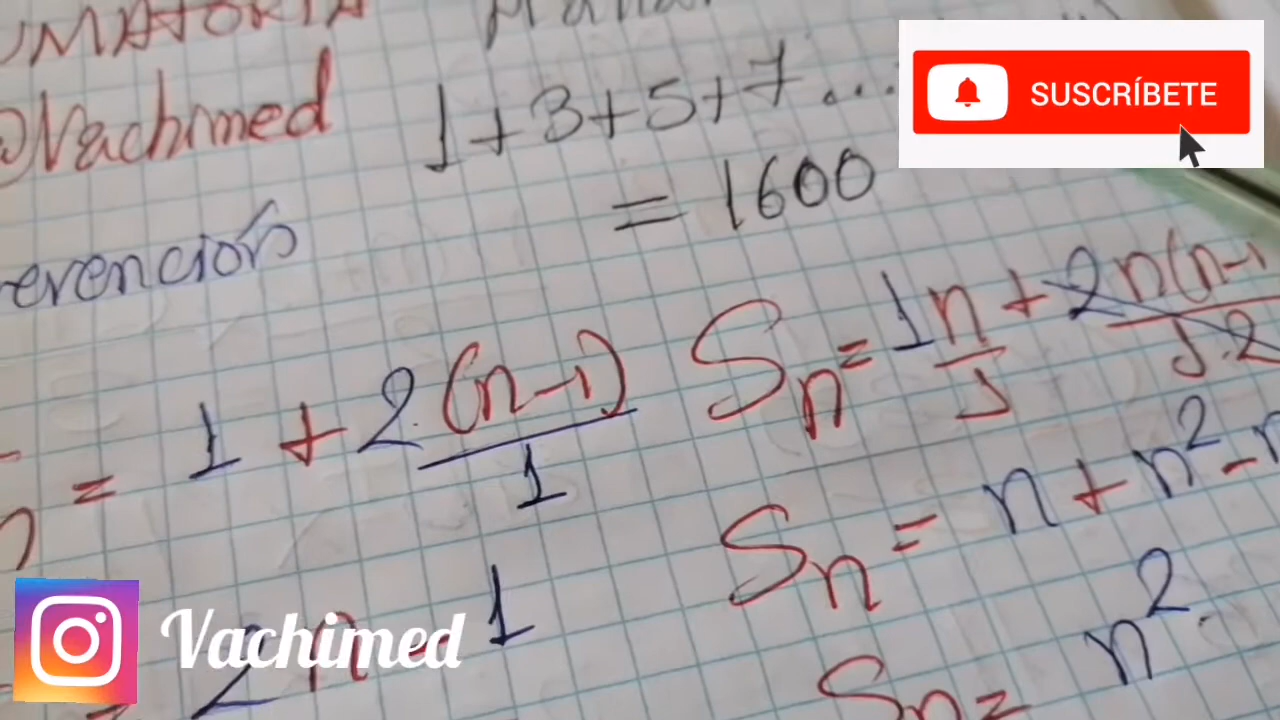 @Vachimed
1+3+5+7...
= 1600
SUSCRÍBETE
= 1 + 2 (n-1)/1
Sn = 1n/1 + 2n(n-1/1.2
Sn = n + n² - n
Sn = n²
= 2n 1
Vachimed